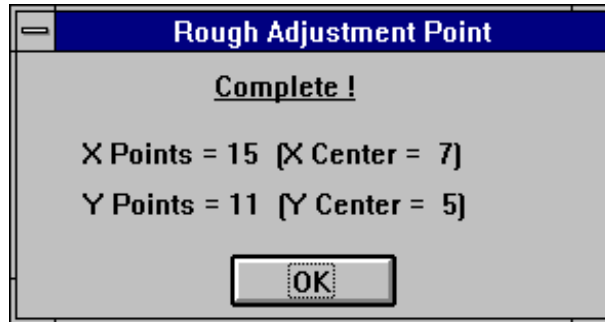 Rough Adjustment Point
Complete !
X Points = 15 (X Center = 7)
Y Points = 11 (Y Center = 5)
OK